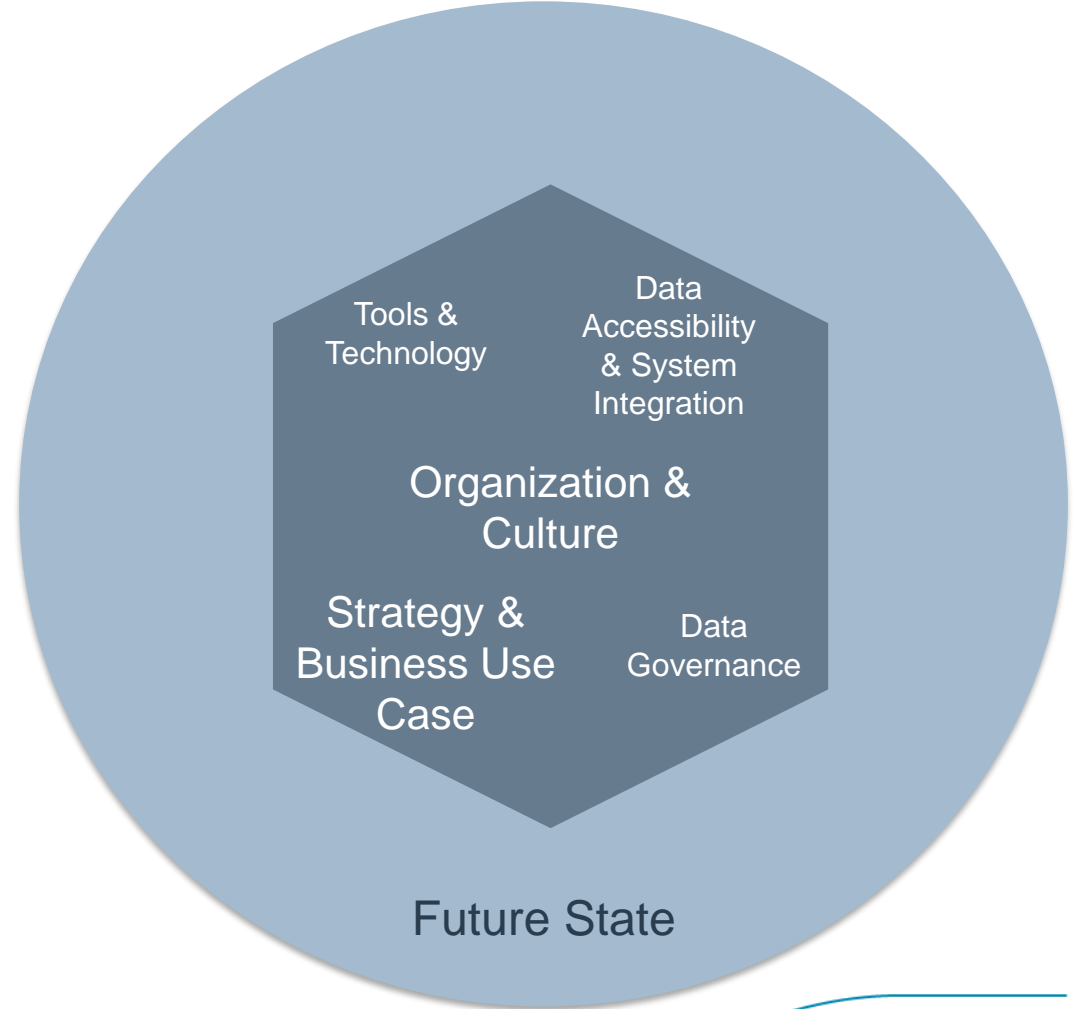 Tools &
Technology
Data
Accessibility
& System
Integration
Organization &
Culture
Strategy &
Business Use
Case
Data
Governance
Future State